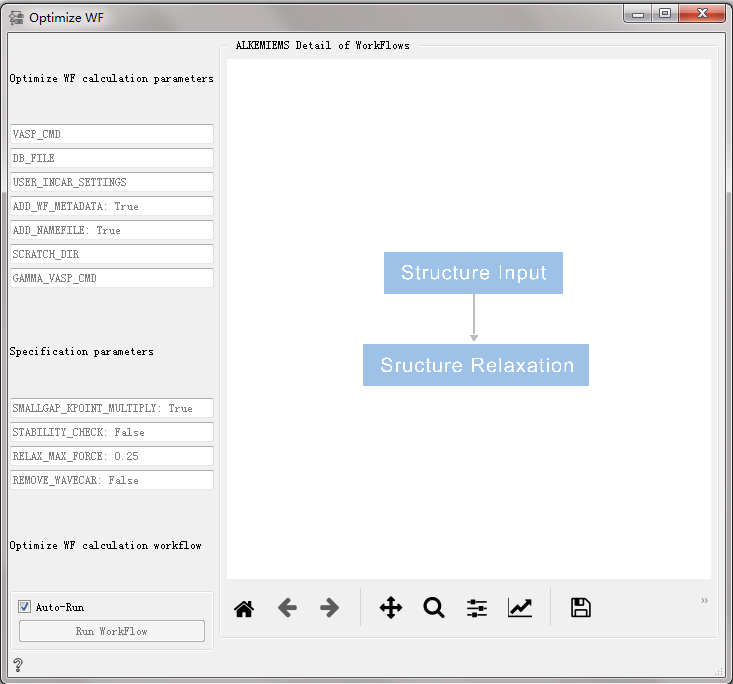 Optimize WF
ALKEMIEMS Detail of WorkFlows
Optimize WF calculation parameters
VASP_CMD
DB_FILE
USER_INCAR_SETTINGS
ADD_WF_METADATA: True
ADD_NAMEFILE: True
SCRATCH_DIR
GAMMA_VASP_CMD
Specification parameters
SMALLGAP_KPOINT_MULTIPLY: True
STABILITY_CHECK: False
RELAX_MAX_FORCE: 0.25
REMOVE_WAVECAR: False
Optimize WF calculation workflow
Auto-Run
Run WorkFlow
Structure Input
Sructure Relaxation